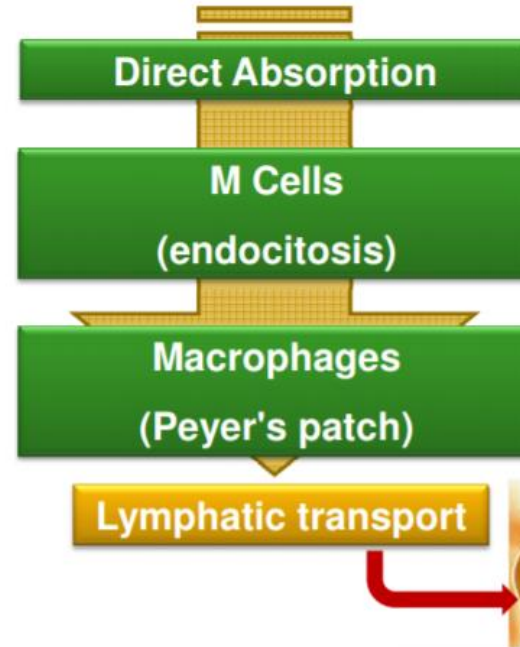 Direct Absorption
M Cells
(endocitosis)
Macrophages
(Peyer's patch)
Lymphatic transport